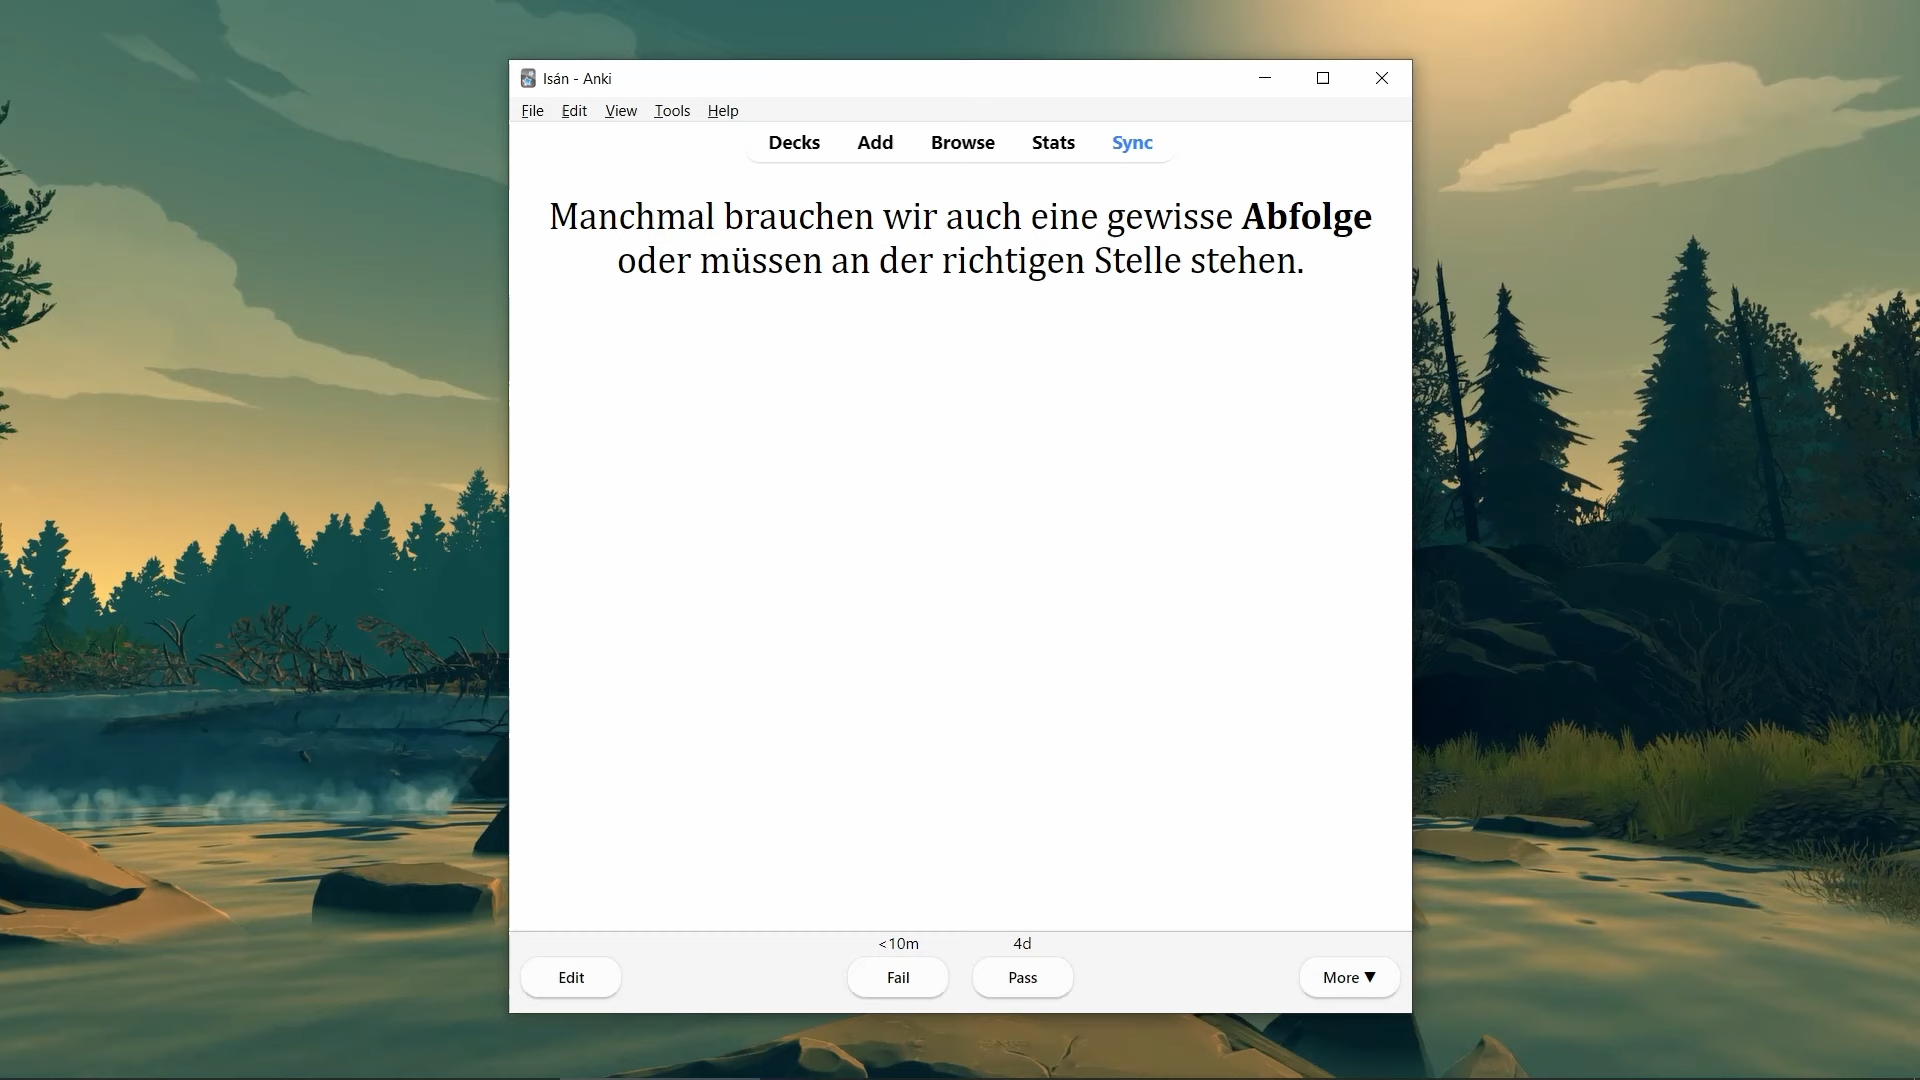 Isán - Anki
File Edit View Tools Help
Decks Add Browse Stats Sync
Manchmal brauchen wir auch eine gewisse Abfolge
oder müssen an der richtigen Stelle stehen.
<10m 4d
Edit Fail Pass More ▼